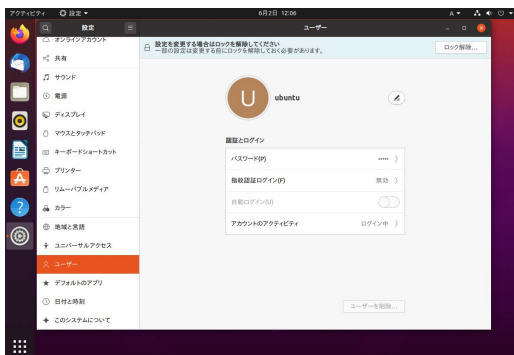 アクティビティ
設定
6月2日 12:06
A
設定
ユーザー
オンラインアカウント
共有
サウンド
電源
ディスプレイ
マウスとタッチパッド
キーボードショートカット
プリンター
リムーバブルメディア
カラー
地域と言語
ユニバーサルアクセス
ユーザー
デフォルトのアプリ
日付と時刻
このシステムについて
設定を変更する場合はロックを解除してください
一部の設定は変更する前にロックを解除しておく必要があります。
ロック解除...
U
ubuntu
認証とログイン
パスワード(P)
•••••
指紋認証ログイン(F)
無効
自動ログイン(U)
アカウントのアクティビティ
ログイン中
ユーザーを削除...